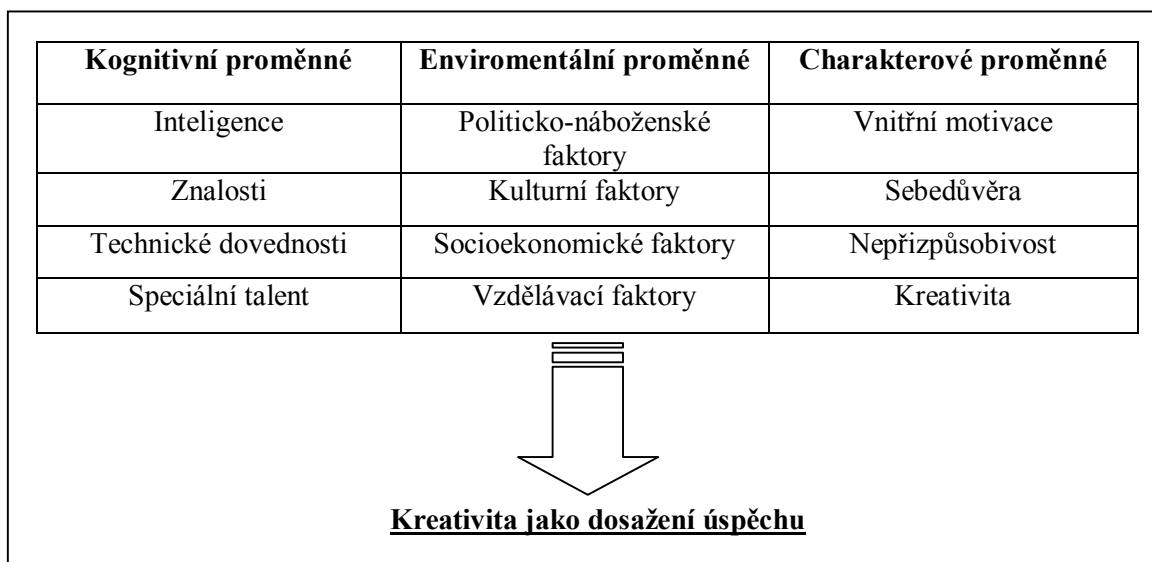 Kognitivní proměnné Enviromentální proměnné Charakterové proměnné
Inteligence Politicko-náboženské Vnitřní motivace
faktory
Znalosti Kulturní faktory Sebedůvěra
Technické dovednosti Socioekonomické faktory Nepřizpůsobivost
Speciální talent Vzdělávací faktory Kreativita
Kreativita jako dosažení úspěchu